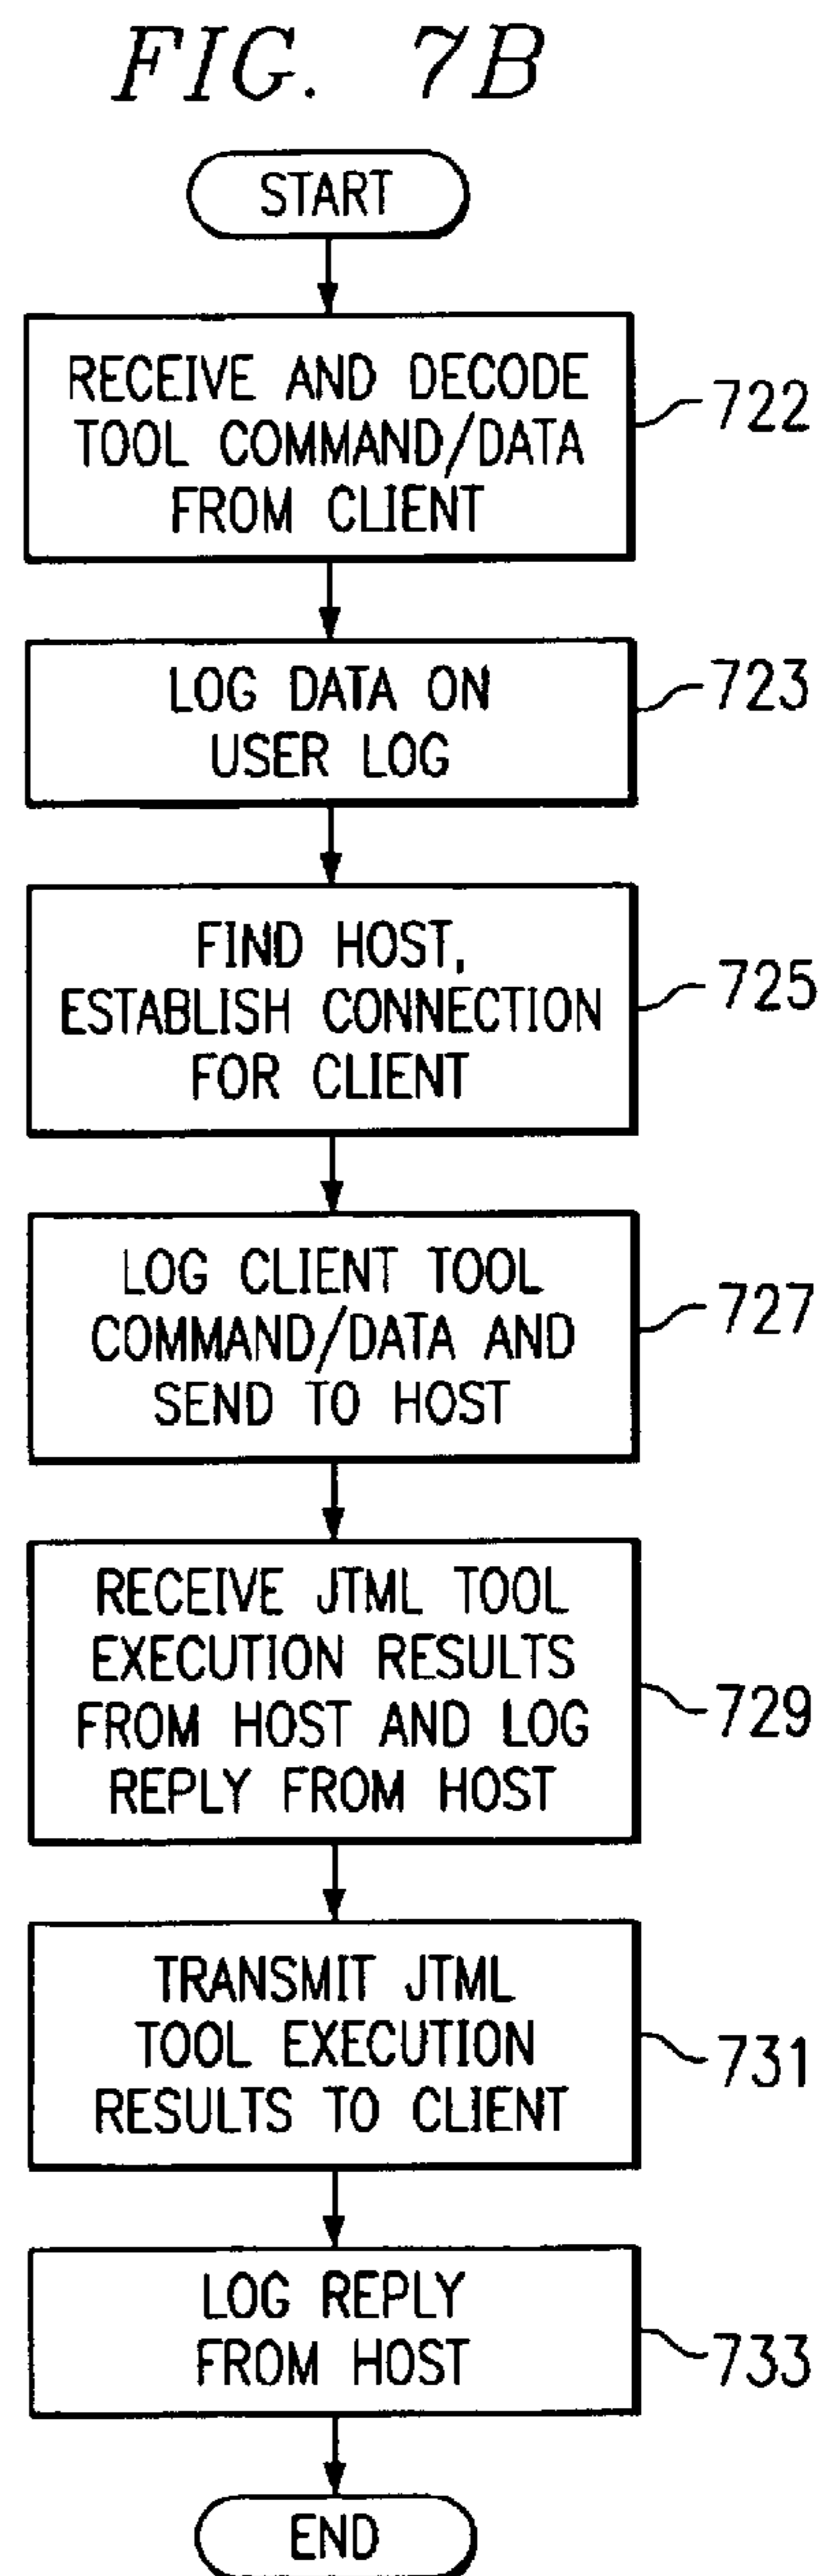 FIG. 7B
START
RECEIVE AND DECODE
TOOL COMMAND/DATA
FROM CLIENT
722
LOG DATA ON
USER LOG
723
FIND HOST,
ESTABLISH CONNECTION
FOR CLIENT
725
LOG CLIENT TOOL
COMMAND/DATA AND
SEND TO HOST
727
RECEIVE JTML TOOL
EXECUTION RESULTS
FROM HOST AND LOG
REPLY FROM HOST
729
TRANSMIT JTML
TOOL EXECUTION
RESULTS TO CLIENT
731
LOG REPLY
FROM HOST
733
END